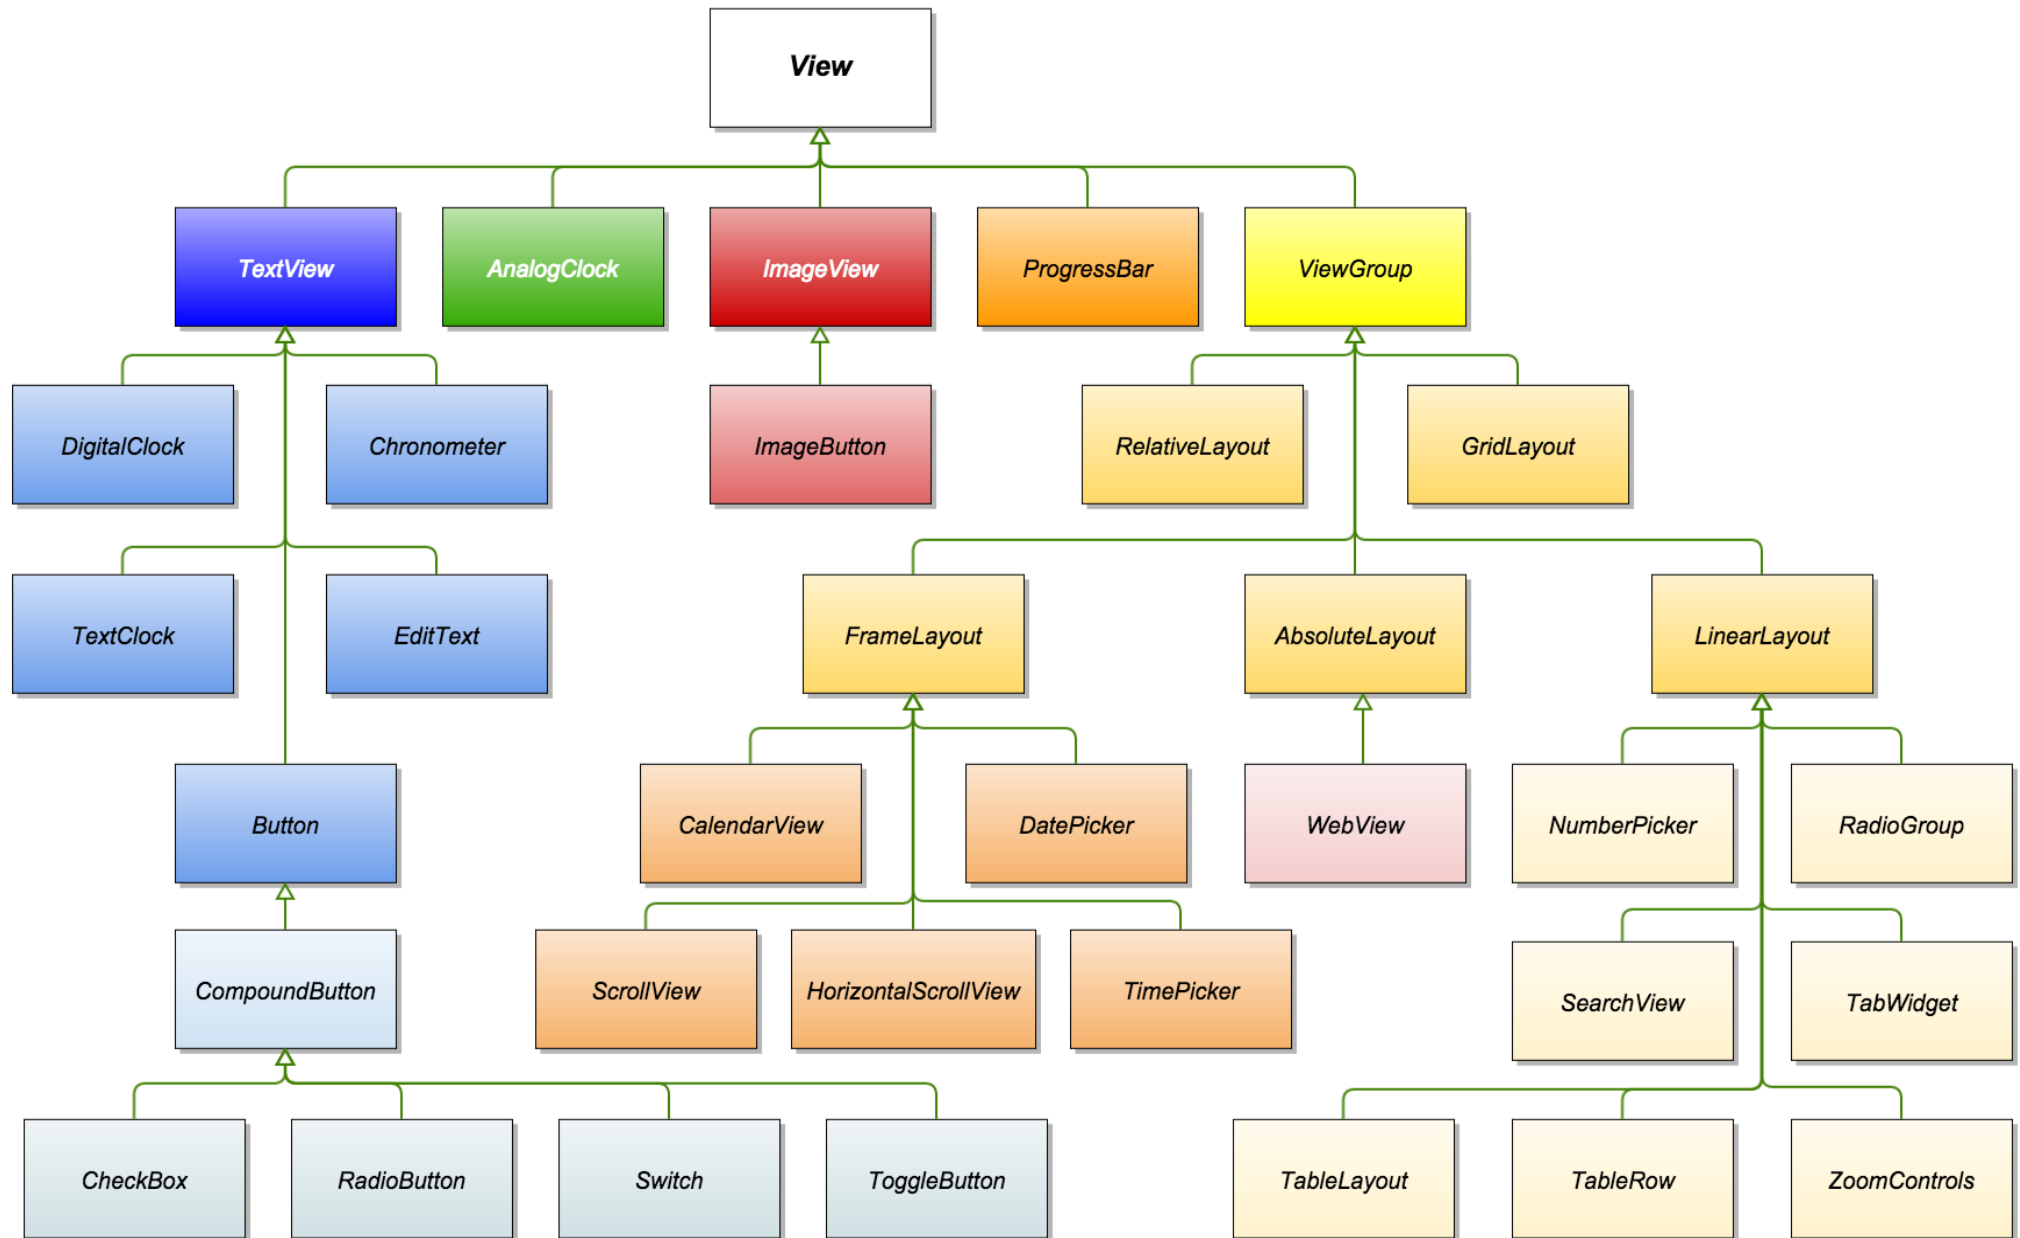 View
TextView
AnalogClock
ImageView
ProgressBar
ViewGroup
DigitalClock
Chronometer
ImageButton
RelativeLayout
GridLayout
TextClock
EditText
FrameLayout
AbsoluteLayout
LinearLayout
Button
CalendarView
DatePicker
WebView
NumberPicker
RadioGroup
CompoundButton
ScrollView
HorizontalScrollView
TimePicker
SearchView
TabWidget
CheckBox
RadioButton
Switch
ToggleButton
TableLayout
TableRow
ZoomControls